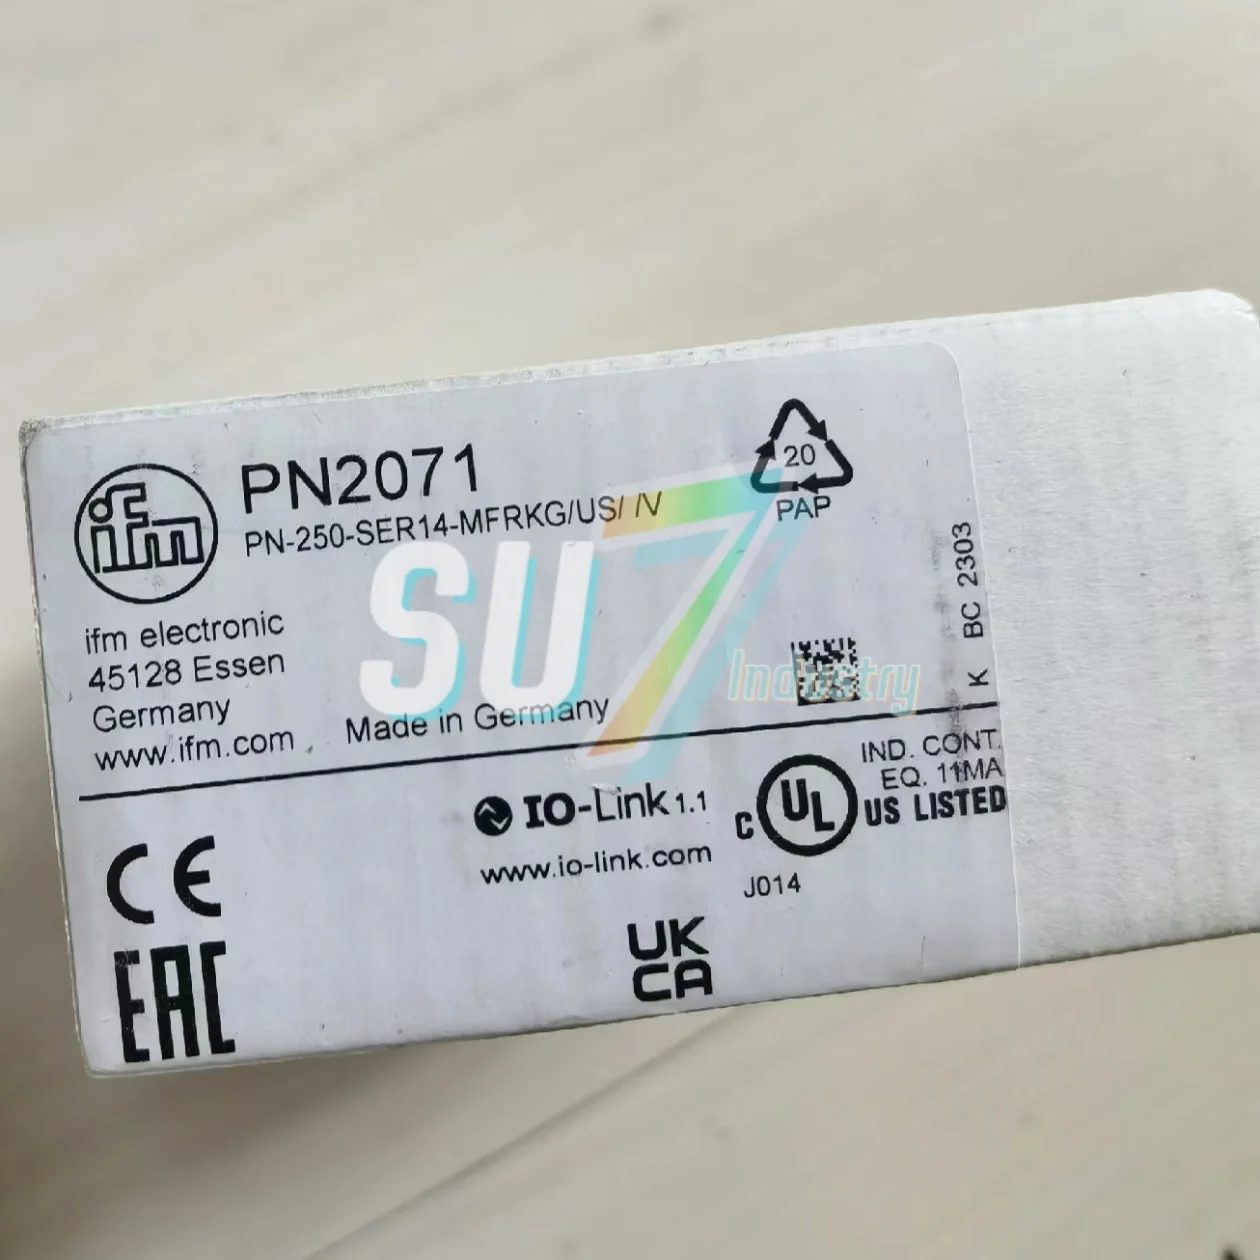 ifm
PN2071
PN-250-SER14-MFRKG/US/ /V
20
PAP
ifm electronic
45128 Essen
Germany
www.ifm.com
Made in Germany
K BC 2303
SU7
Industry
IO-Link 1.1
www.io-link.com
C UL US LISTED
IND. CONT.
EQ. 11MA
J014
CE
EAC
UK
CA